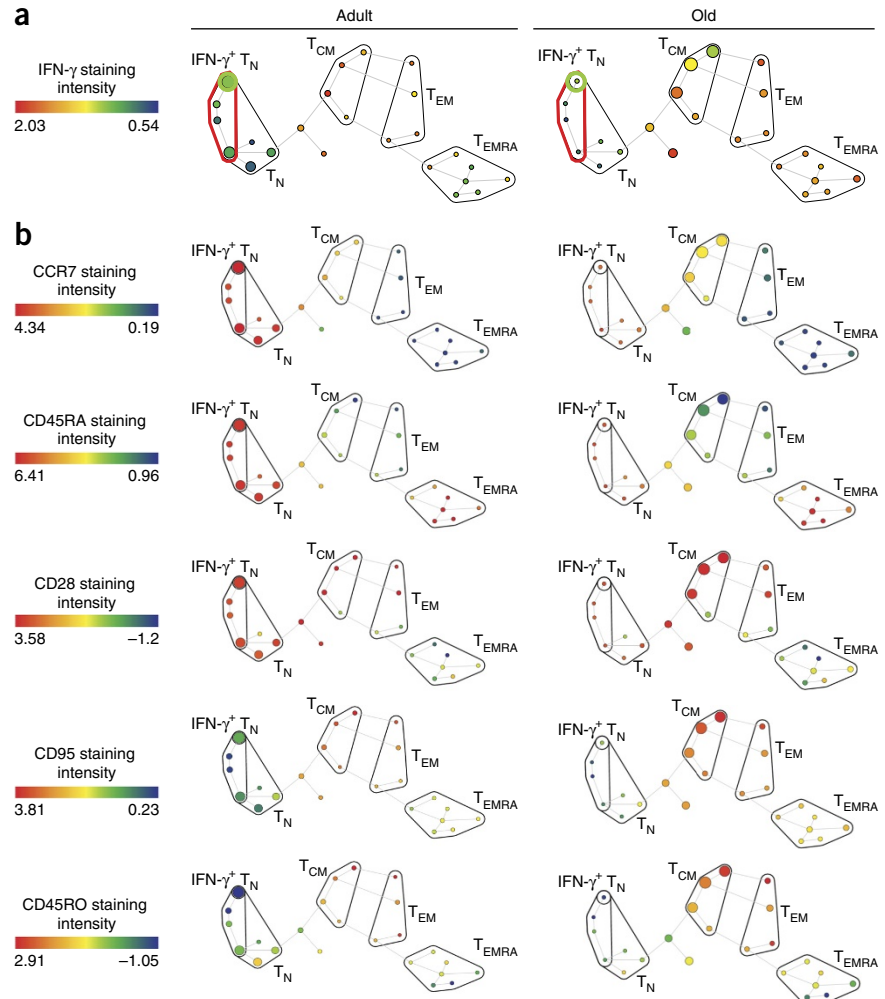 a
Adult
Old
IFN-γ staining
intensity
2.03 0.54
IFN-γ+ TN
TCM
TEM
TEMRA
TN
IFN-γ+ TN
TCM
TEM
TEMRA
TN
b
CCR7 staining
intensity
4.34 0.19
IFN-γ+ TN
TCM
TEM
TEMRA
TN
IFN-γ+ TN
TCM
TEM
TEMRA
TN
CD45RA staining
intensity
6.41 0.96
IFN-γ+ TN
TCM
TEM
TEMRA
TN
IFN-γ+ TN
TCM
TEM
TEMRA
TN
CD28 staining
intensity
3.58 –1.2
IFN-γ+ TN
TCM
TEM
TEMRA
TN
IFN-γ+ TN
TCM
TEM
TEMRA
TN
CD95 staining
intensity
3.81 0.23
IFN-γ+ TN
TCM
TEM
TEMRA
TN
IFN-γ+ TN
TCM
TEM
TEMRA
TN
CD45RO staining
intensity
2.91 –1.05
IFN-γ+ TN
TCM
TEM
TEMRA
TN
IFN-γ+ TN
TCM
TEM
TEMRA
TN